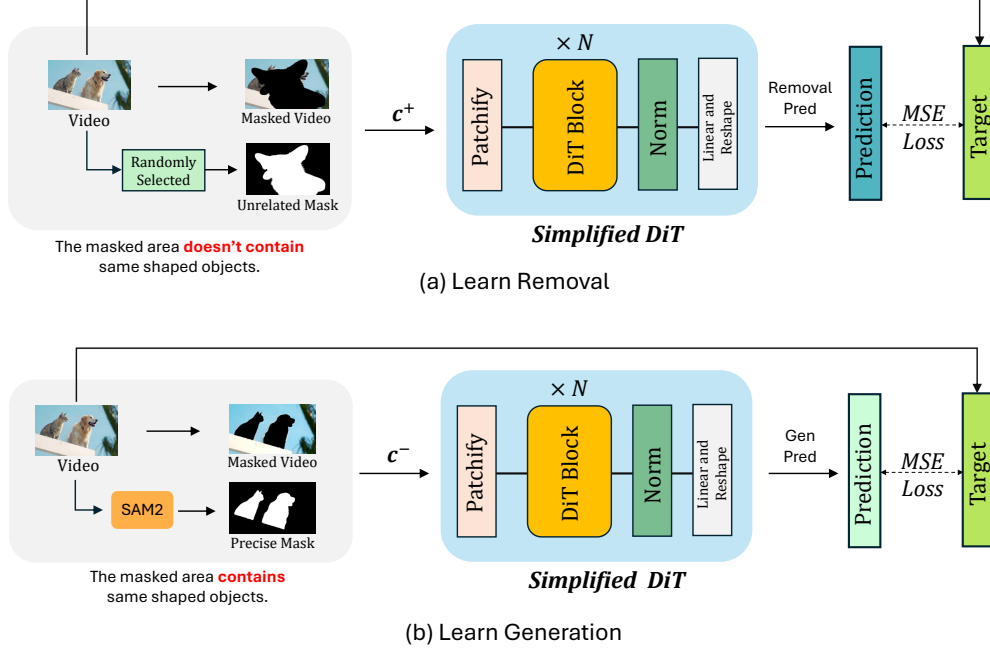 Video
Masked Video
Randomly
Selected
Unrelated Mask
The masked area doesn't contain
same shaped objects.
c⁺
× N
Patchify
DiT Block
Norm
Linear and
Reshape
Simplified DiT
Removal
Pred
Prediction
MSE
Loss
Target
(a) Learn Removal
Video
Masked Video
SAM2
Precise Mask
The masked area contains
same shaped objects.
c⁻
× N
Patchify
DiT Block
Norm
Linear and
Reshape
Simplified DiT
Gen
Pred
Prediction
MSE
Loss
Target
(b) Learn Generation